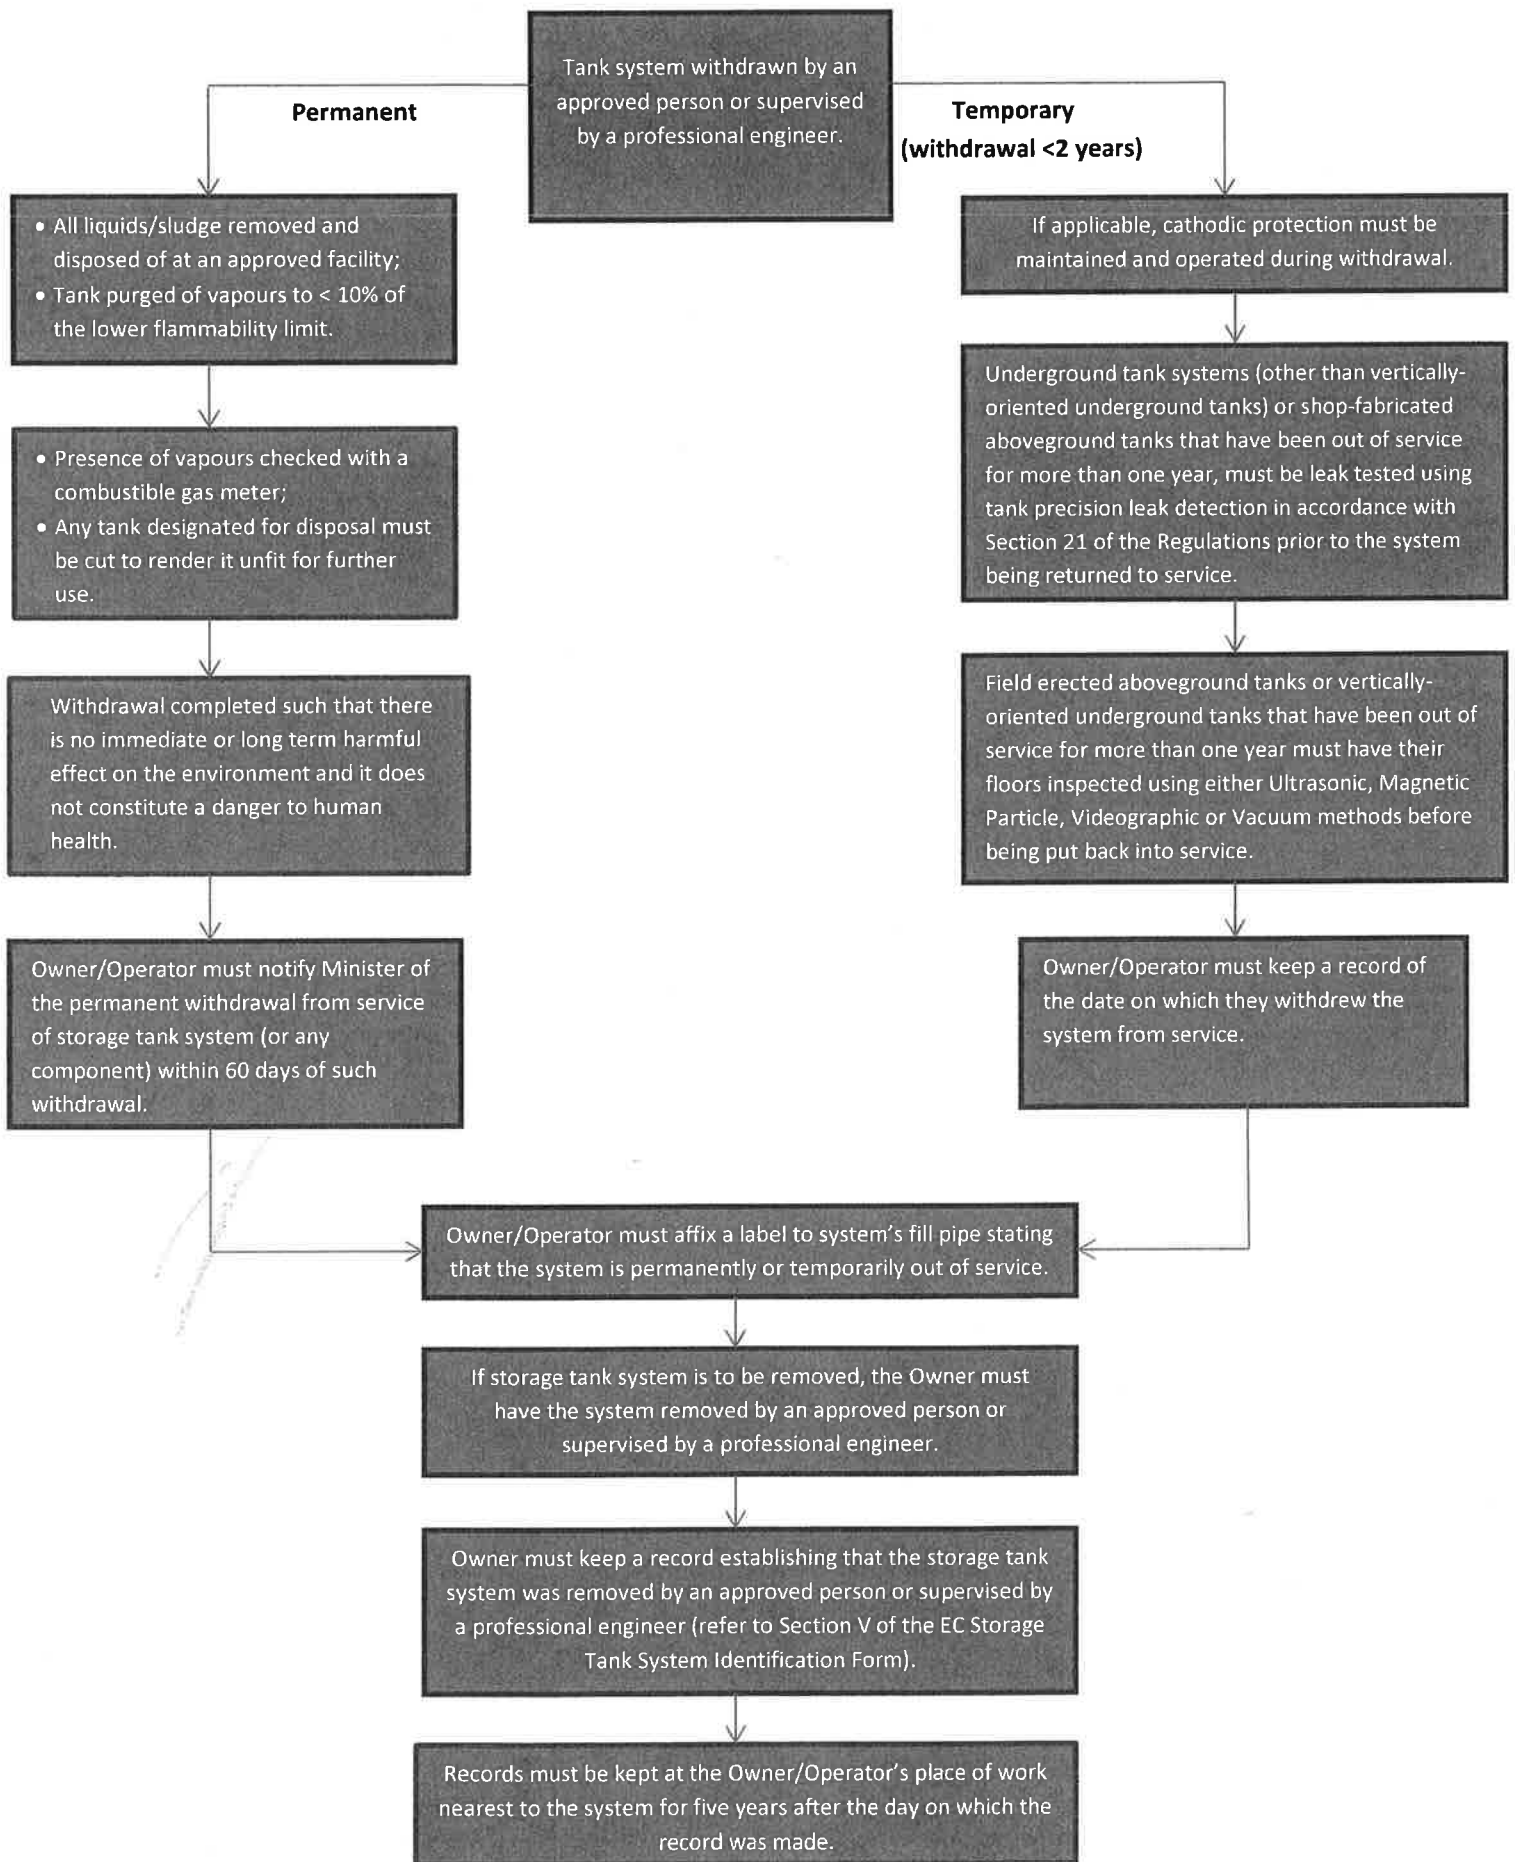 Tank system withdrawn by an
approved person or supervised
by a professional engineer.
Permanent
Temporary
(withdrawal <2 years)
• All liquids/sludge removed and
disposed of at an approved facility;
• Tank purged of vapours to < 10% of
the lower flammability limit.
• Presence of vapours checked with a
combustible gas meter;
• Any tank designated for disposal must
be cut to render it unfit for further
use.
Withdrawal completed such that there
is no immediate or long term harmful
effect on the environment and it does
not constitute a danger to human
health.
Owner/Operator must notify Minister of
the permanent withdrawal from service
of storage tank system (or any
component) within 60 days of such
withdrawal.
If applicable, cathodic protection must be
maintained and operated during withdrawal.
Underground tank systems (other than vertically-
oriented underground tanks) or shop-fabricated
aboveground tanks that have been out of service
for more than one year, must be leak tested using
tank precision leak detection in accordance with
Section 21 of the Regulations prior to the system
being returned to service.
Field erected aboveground tanks or vertically-
oriented underground tanks that have been out of
service for more than one year must have their
floors inspected using either Ultrasonic, Magnetic
Particle, Videographic or Vacuum methods before
being put back into service.
Owner/Operator must keep a record of
the date on which they withdrew the
system from service.
Owner/Operator must affix a label to system’s fill pipe stating
that the system is permanently or temporarily out of service.
If storage tank system is to be removed, the Owner must
have the system removed by an approved person or
supervised by a professional engineer.
Owner must keep a record establishing that the storage tank
system was removed by an approved person or supervised by
a professional engineer (refer to Section V of the EC Storage
Tank System Identification Form).
Records must be kept at the Owner/Operator’s place of work
nearest to the system for five years after the day on which the
record was made.